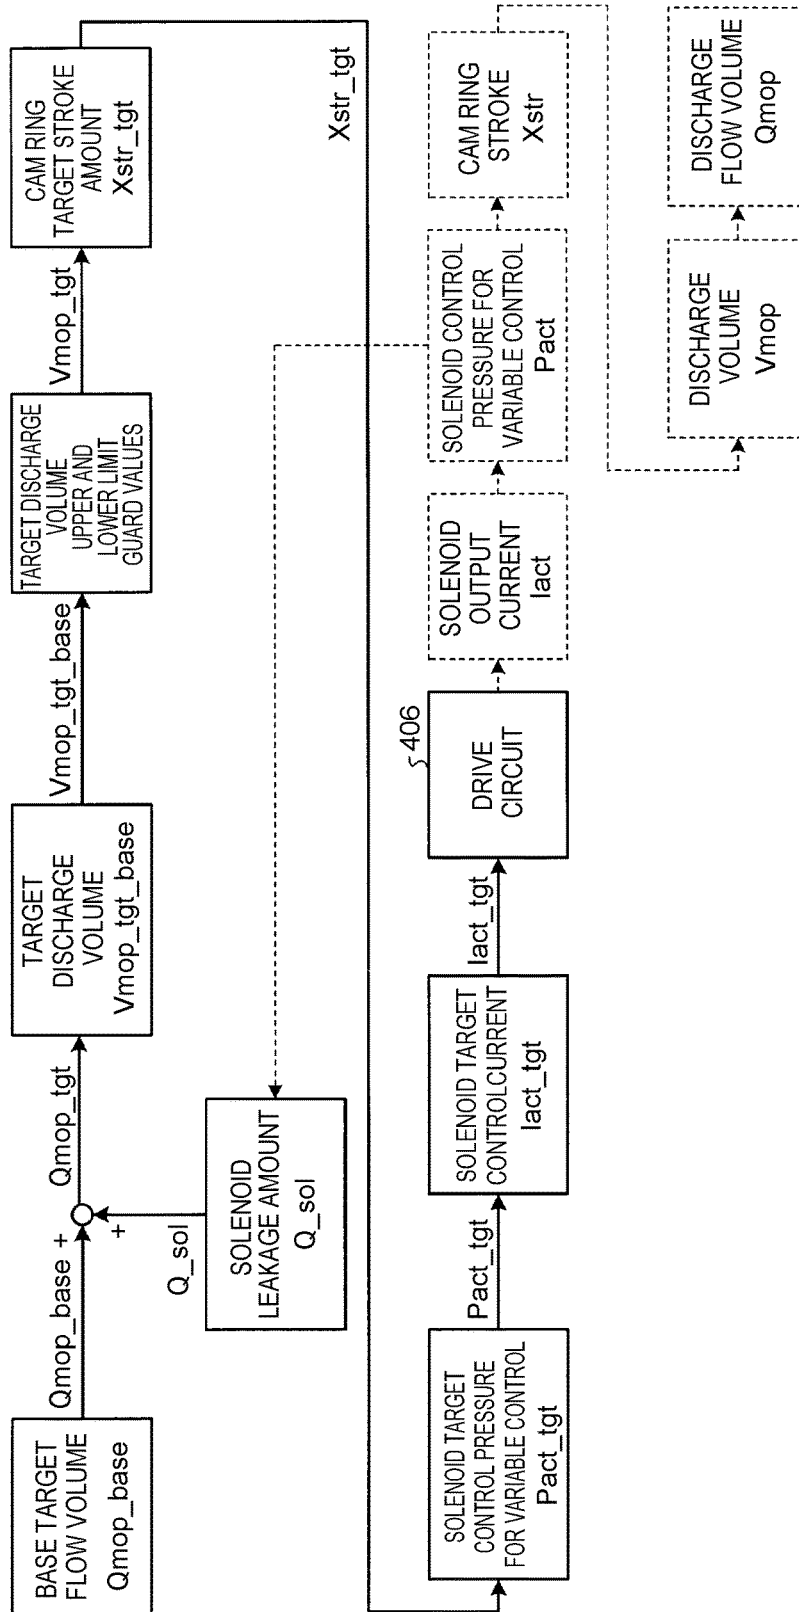 BASE TARGET
FLOW VOLUME
Qmop_base
Qmop_base +
+
Q_sol
SOLENOID
LEAKAGE AMOUNT
Q_sol
Qmop_tgt
TARGET
DISCHARGE
VOLUME
Vmop_tgt_base
Vmop_tgt_base
TARGET DISCHARGE
VOLUME
UPPER AND
LOWER LIMIT
GUARD VALUES
Vmop_tgt
CAM RING
TARGET STROKE
AMOUNT
Xstr_tgt
Xstr_tgt
SOLENOID TARGET
CONTROL PRESSURE
FOR VARIABLE CONTROL
Pact_tgt
Pact_tgt
SOLENOID TARGET
CONTROLCURRENT
Iact_tgt
Iact_tgt
406
DRIVE
CIRCUIT
SOLENOID
OUTPUT
CURRENT
Iact
SOLENOID CONTROL
PRESSURE FOR
VARIABLE CONTROL
Pact
CAM RING
STROKE
Xstr
DISCHARGE
VOLUME
Vmop
DISCHARGE
FLOW VOLUME
Qmop